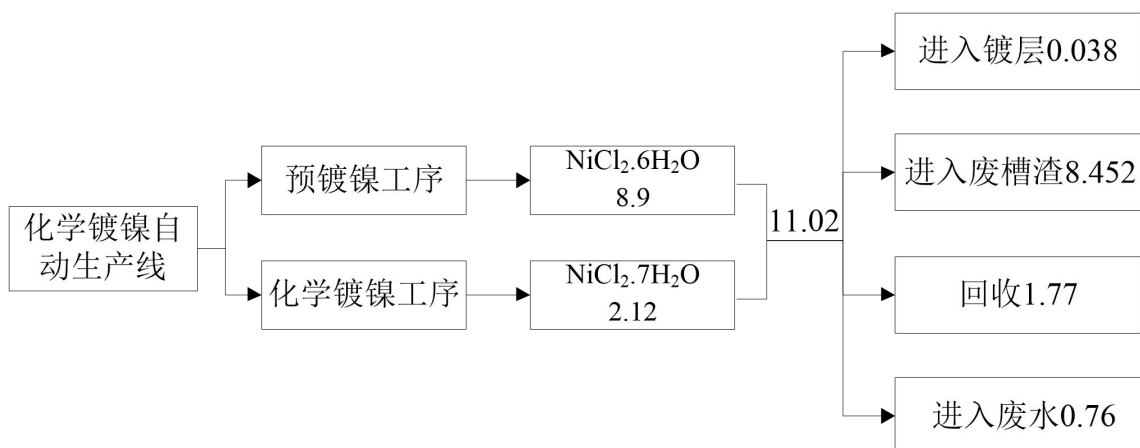 化学镀镍自
动生产线
预镀镍工序
化学镀镍工序
NiCl₂.6H₂O
8.9
NiCl₂.7H₂O
2.12
11.02
进入镀层0.038
进入废槽渣8.452
回收1.77
进入废水0.76